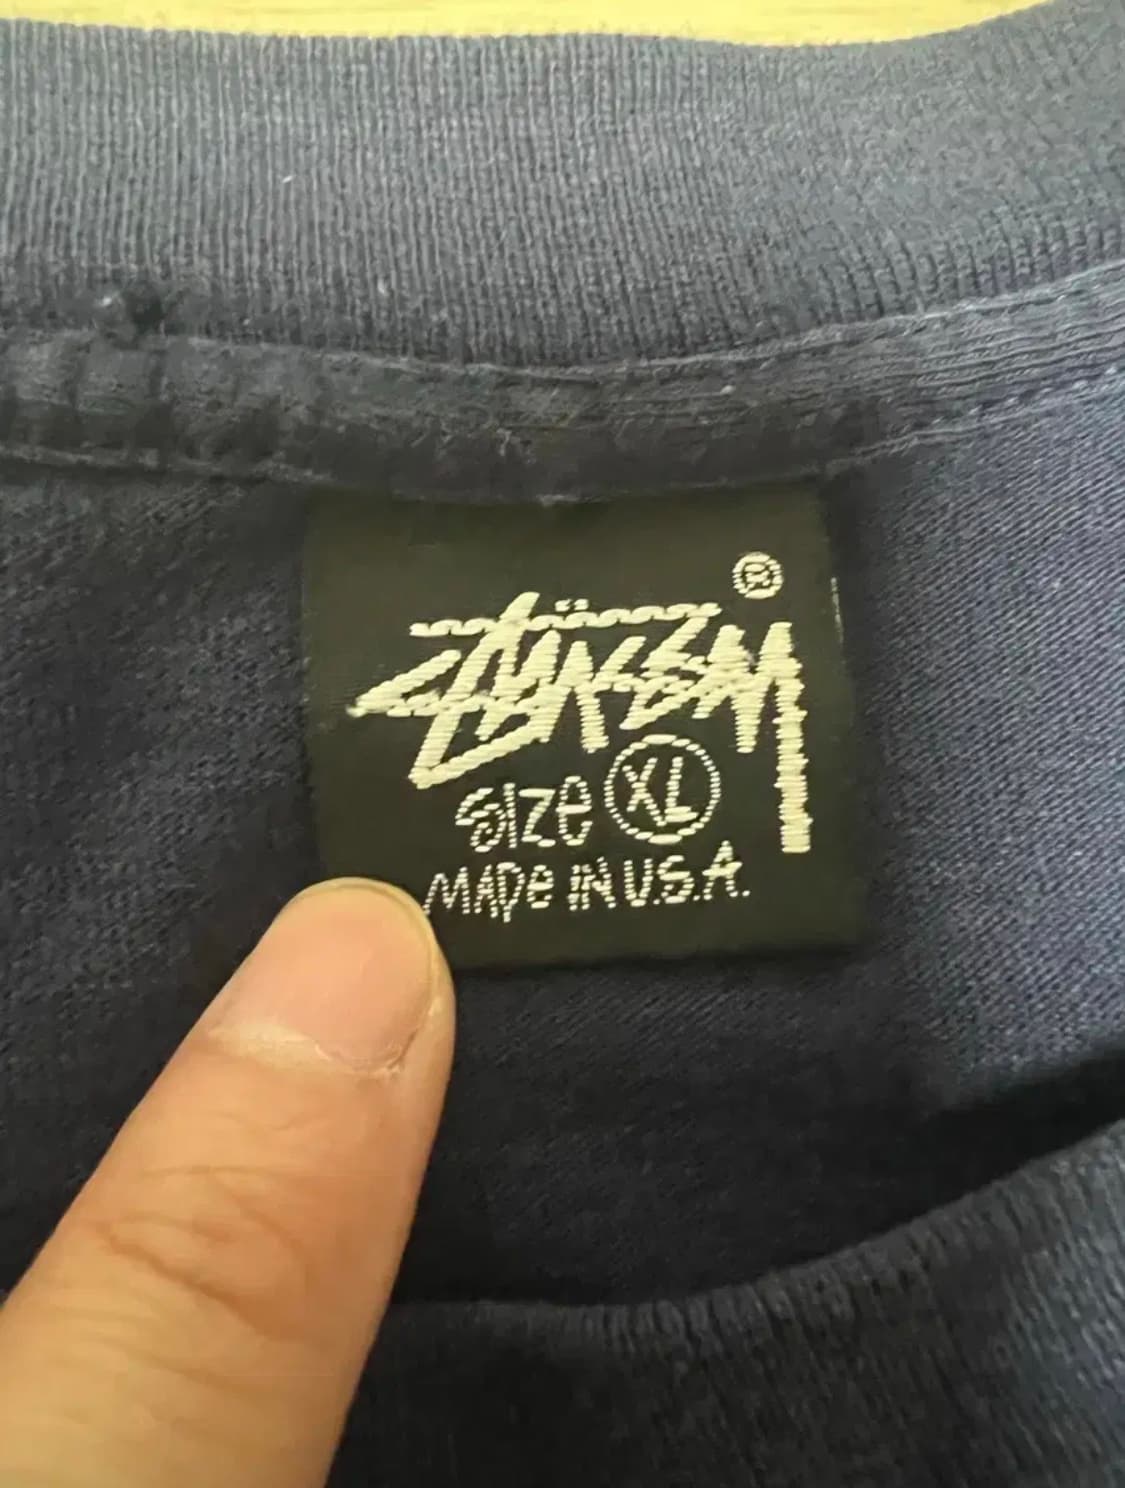 ®
STÜSSY
Size XL
MADe IN U.S.A.